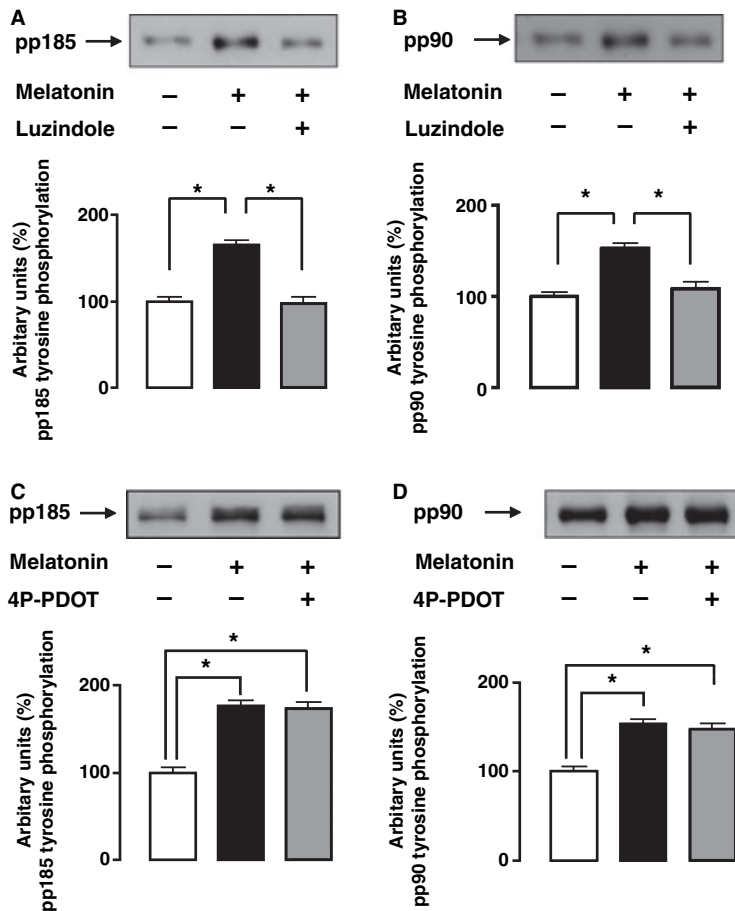 A
pp185
Melatonin – + +
Luzindole – – +
Arbitary units (%)
pp185 tyrosine phosphorylation
200
100
0
* *
B
pp90
Melatonin – + +
Luzindole – – +
Arbitary units (%)
pp90 tyrosine phosphorylation
200
100
0
* *
C
pp185
Melatonin – + +
4P-PDOT – – +
Arbitary units (%)
pp185 tyrosine phosphorylation
200
100
0
*
*
D
pp90
Melatonin – + +
4P-PDOT – – +
Arbitary units (%)
pp90 tyrosine phosphorylation
200
100
0
*
*